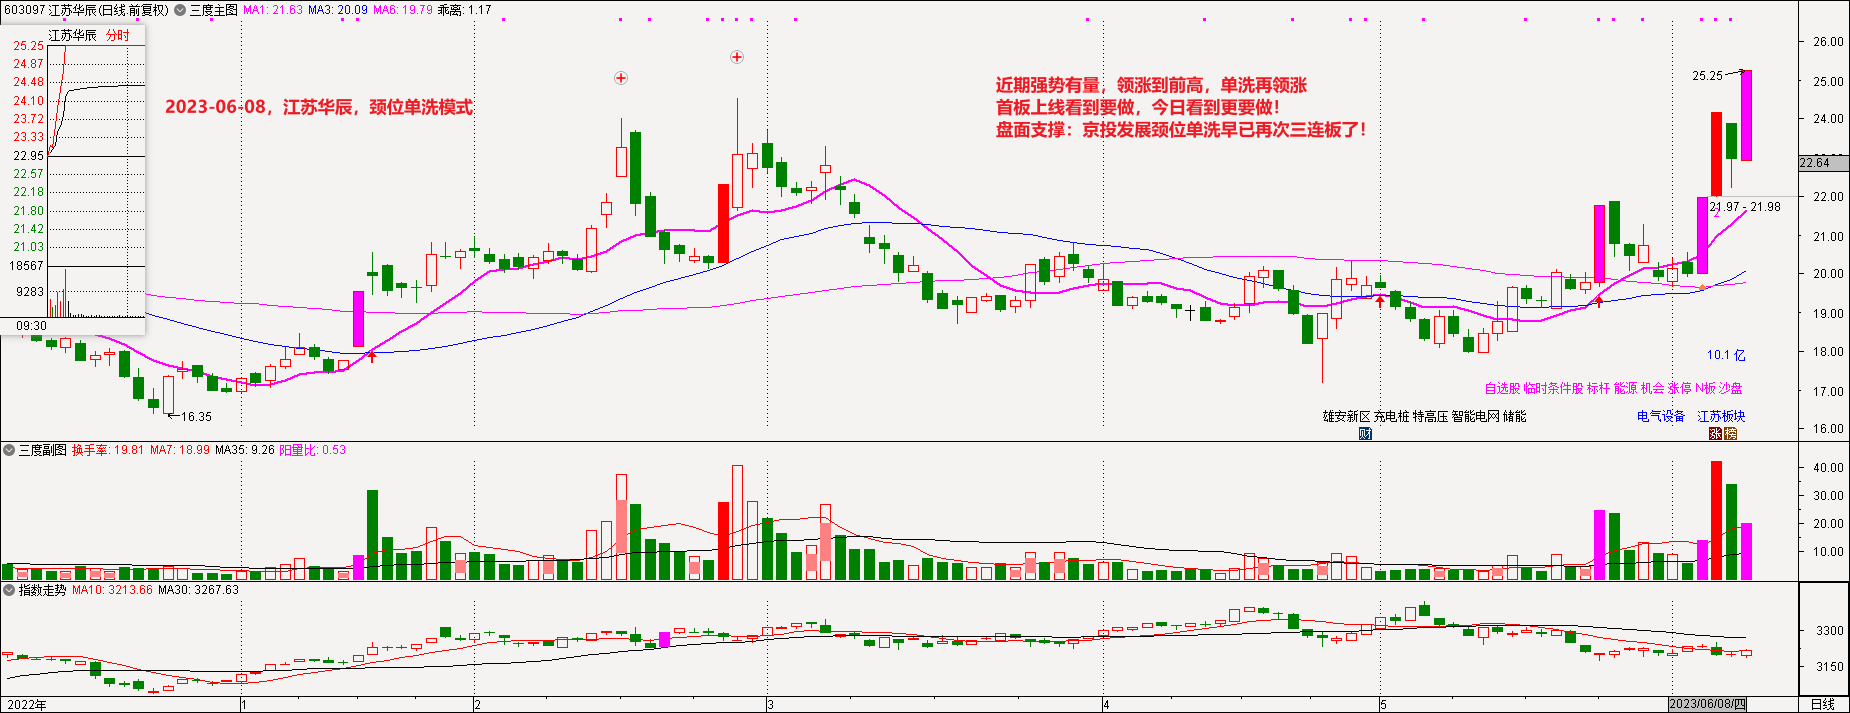 603097 江苏华辰(日线.前复权) 三度主图 MA1: 21.63 MA3: 20.09 MA6: 19.79 乖离: 1.17
江苏华辰 分时
25.25
24.87
24.48
24.10
23.72
23.33
22.95
22.57
22.18
21.80
21.42
21.03
18567
9283
09:30
2023-06-08，江苏华辰，颈位单洗模式
近期强势有量，领涨到前高，单洗再领涨
首板上线看到要做，今日看到更要做！
盘面支撑：京投发展颈位单洗早已再次三连板了！
25.25
16.35
21.97 - 21.98
10.1 亿
自选股 临时条件股 标杆 能源 机会 涨停 N板 沙盘
雄安新区 充电桩 特高压 智能电网 储能
电气设备 江苏板块
财
涨 榜
26.00
25.00
24.00
22.64
22.00
21.00
20.00
19.00
18.00
17.00
16.00
三度副图 换手率: 19.81 MA7: 18.99 MA35: 9.26 阳量比: 0.53
40.00
30.00
20.00
10.00
指数走势 MA10: 3213.66 MA30: 3267.63
3300
3150
2022年 1 2 3 4 5 2023/06/08/四 日线